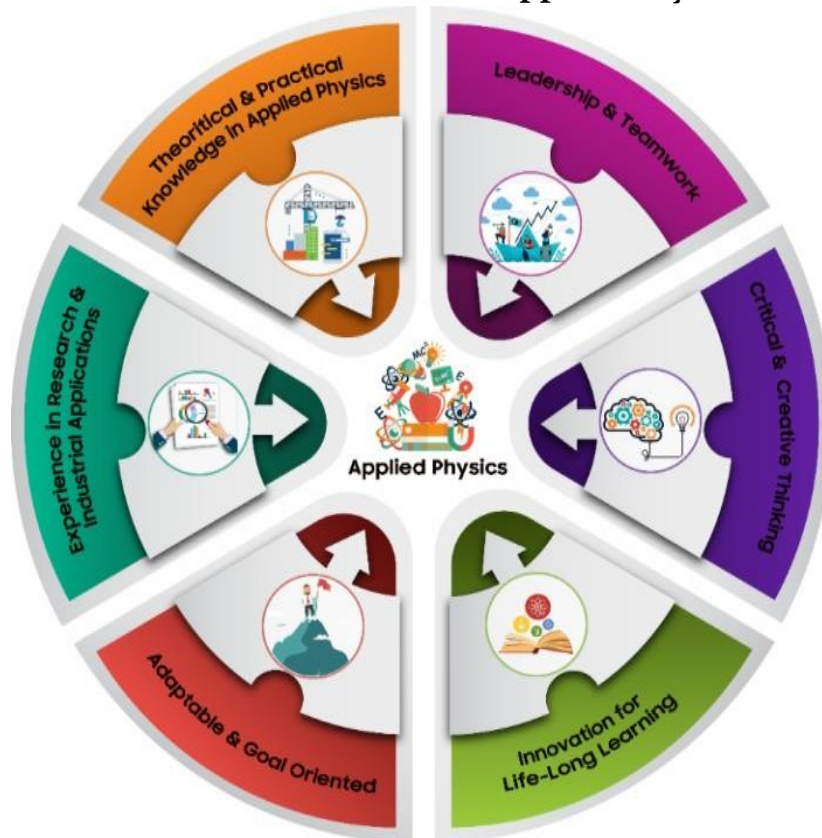 Theoritical & Practical
Knowledge in Applied Physics
Leadership & Teamwork
Critical & Creative Thinking
Innovation for
Life-Long Learning
Adaptable & Goal Oriented
Experience in Research &
Industrial Applications
Applied Physics